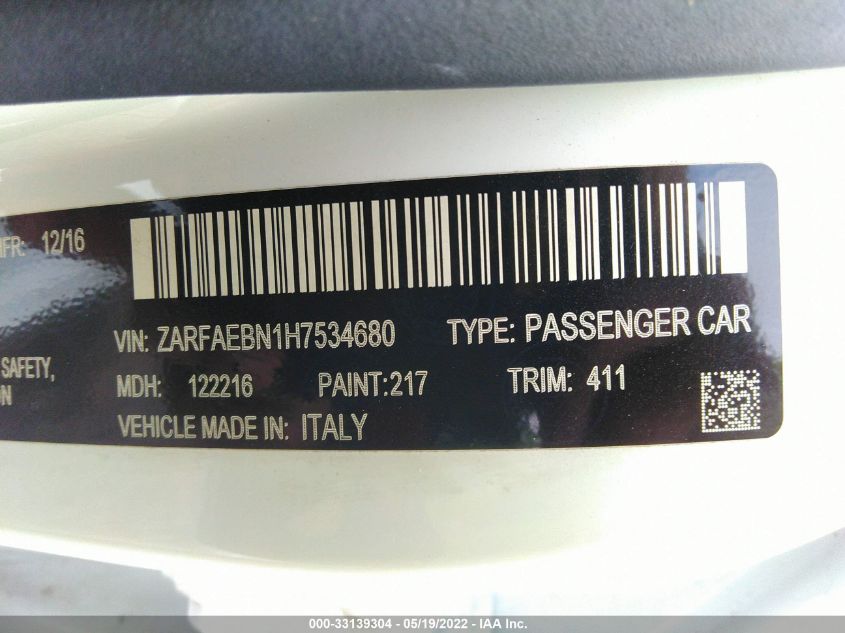 MFR: 12/16
VIN: ZARFAEBN1H7534680 TYPE: PASSENGER CAR
SAFETY,
MDH: 122216 PAINT:217 TRIM: 411
VEHICLE MADE IN: ITALY
000-33139304 - 05/19/2022 - IAA Inc.